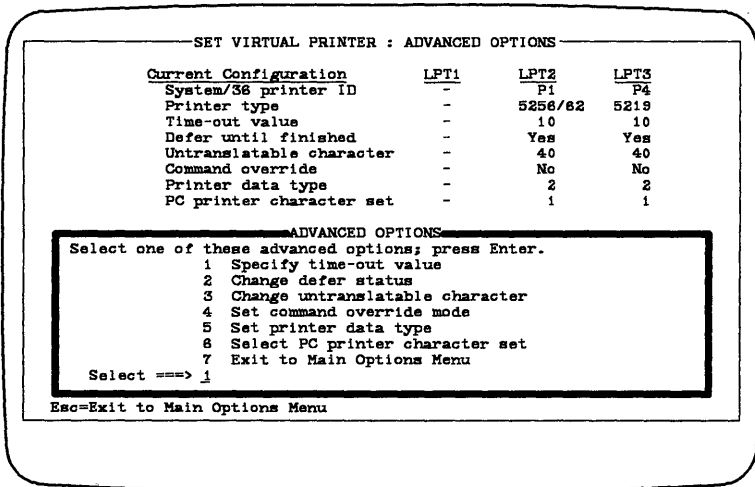 SET VIRTUAL PRINTER : ADVANCED OPTIONS
Current Configuration LPT1 LPT2 LPT3
System/36 printer ID - P1 P4
Printer type - 5256/62 5219
Time-out value - 10 10
Defer until finished - Yes Yes
Untranslatable character - 40 40
Command override - No No
Printer data type - 2 2
PC printer character set - 1 1
ADVANCED OPTIONS
Select one of these advanced options; press Enter.
1 Specify time-out value
2 Change defer status
3 Change untranslatable character
4 Set command override mode
5 Set printer data type
6 Select PC printer character set
7 Exit to Main Options Menu
Select ===> 1
Esc=Exit to Main Options Menu